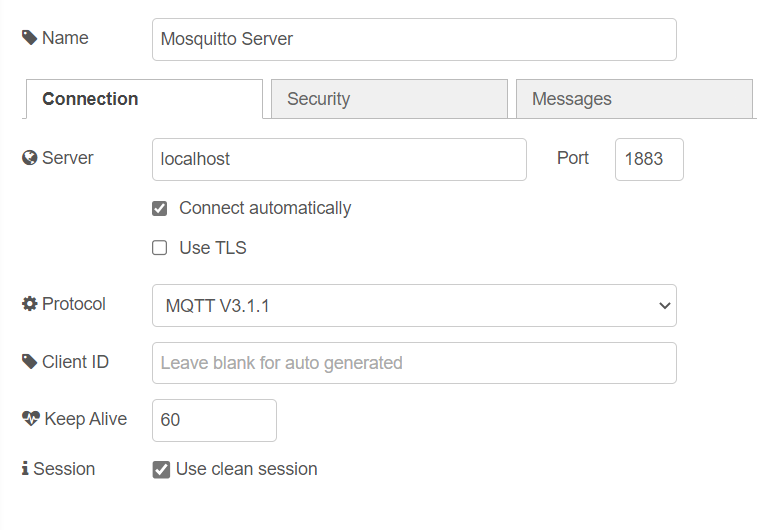 Name Mosquitto Server
Connection Security Messages
Server localhost Port 1883
Connect automatically
Use TLS
Protocol MQTT V3.1.1
Client ID Leave blank for auto generated
Keep Alive 60
Session Use clean session